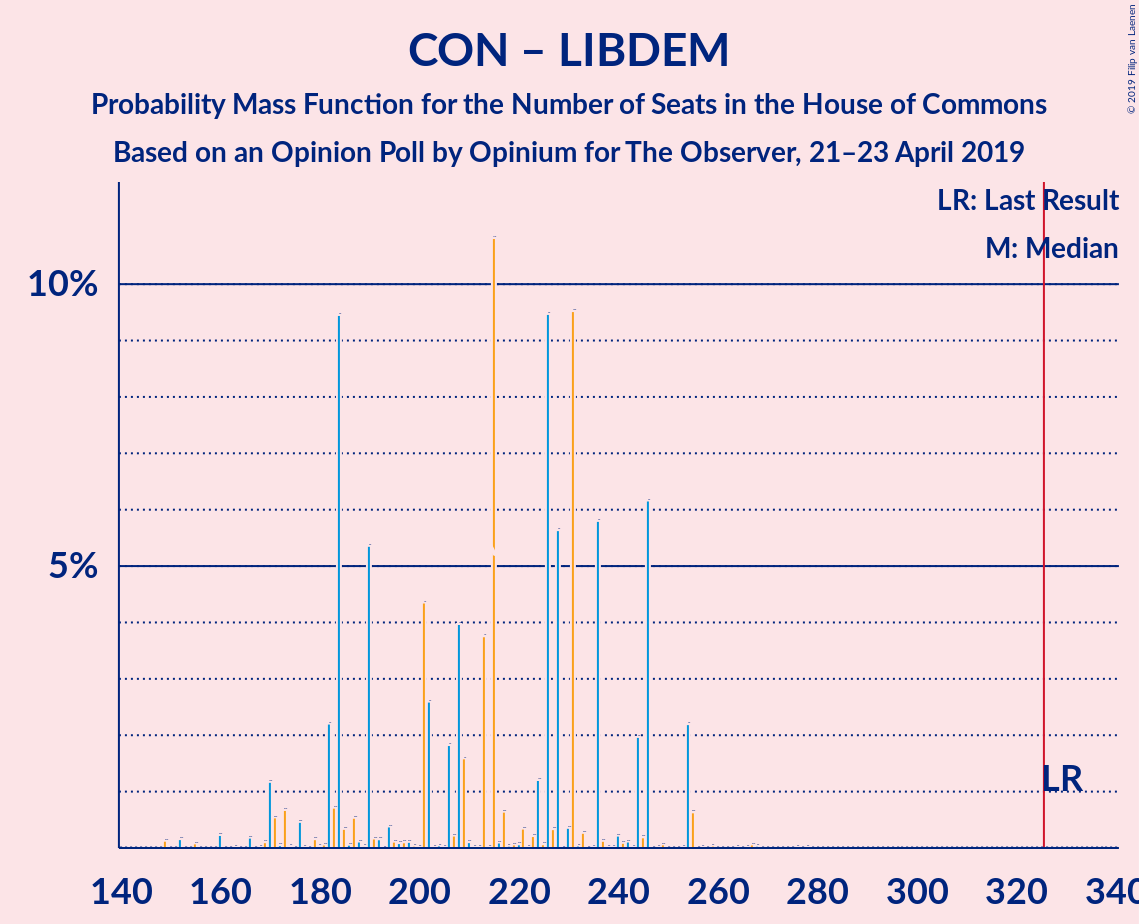 CON – LIBDEM
Probability Mass Function for the Number of Seats in the House of Commons
Based on an Opinion Poll by Opinium for The Observer, 21–23 April 2019
© 2019 Filip van Laenen
LR: Last Result
M: Median
10%
5%
LR
140 160 180 200 220 240 260 280 300 320 340